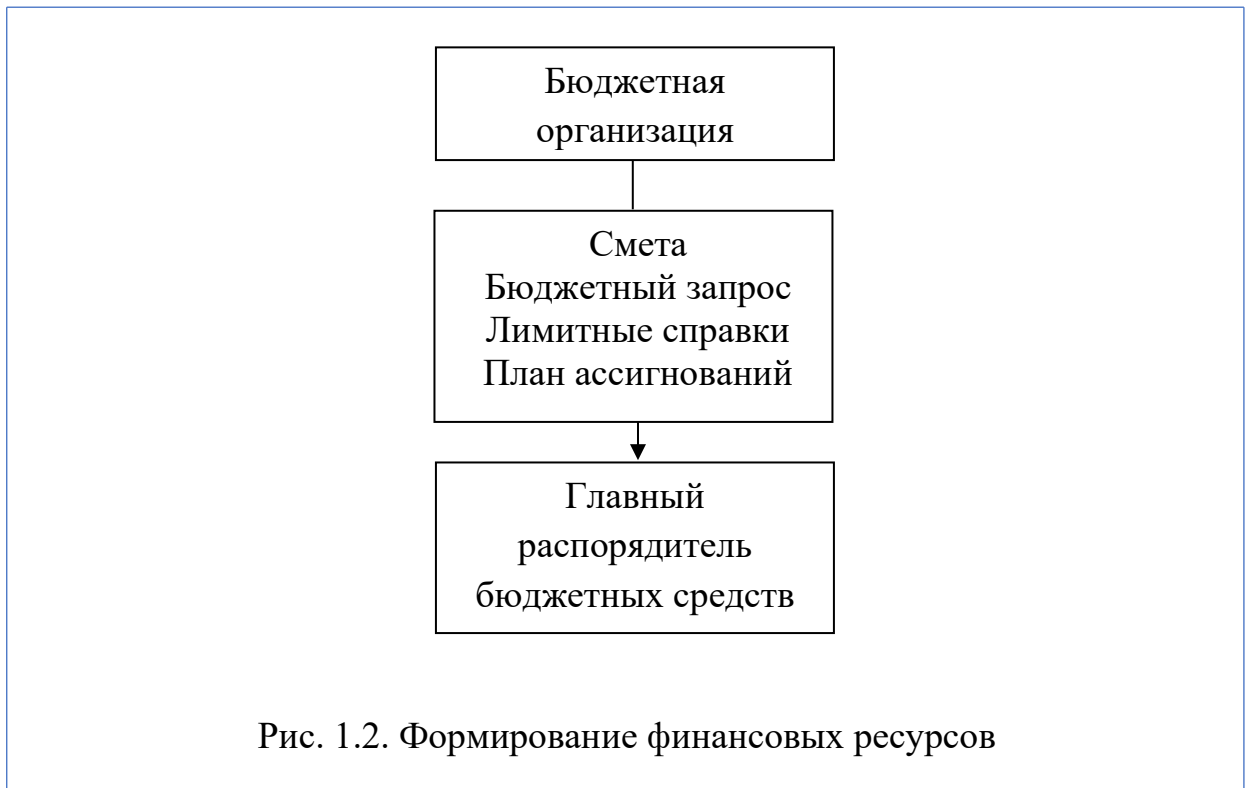 Бюджетная
организация
Смета
Бюджетный запрос
Лимитные справки
План ассигнований
Главный
распорядитель
бюджетных средств
Рис. 1.2. Формирование финансовых ресурсов